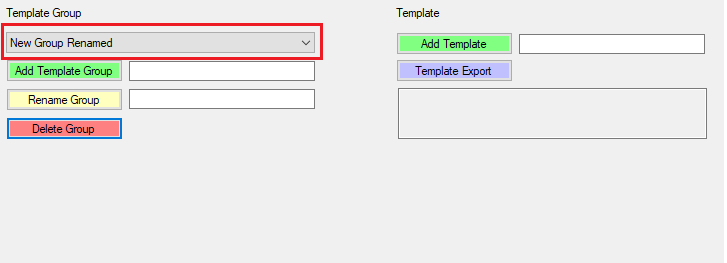 Template Group
New Group Renamed
Add Template Group
Rename Group
Delete Group
Template
Add Template
Template Export